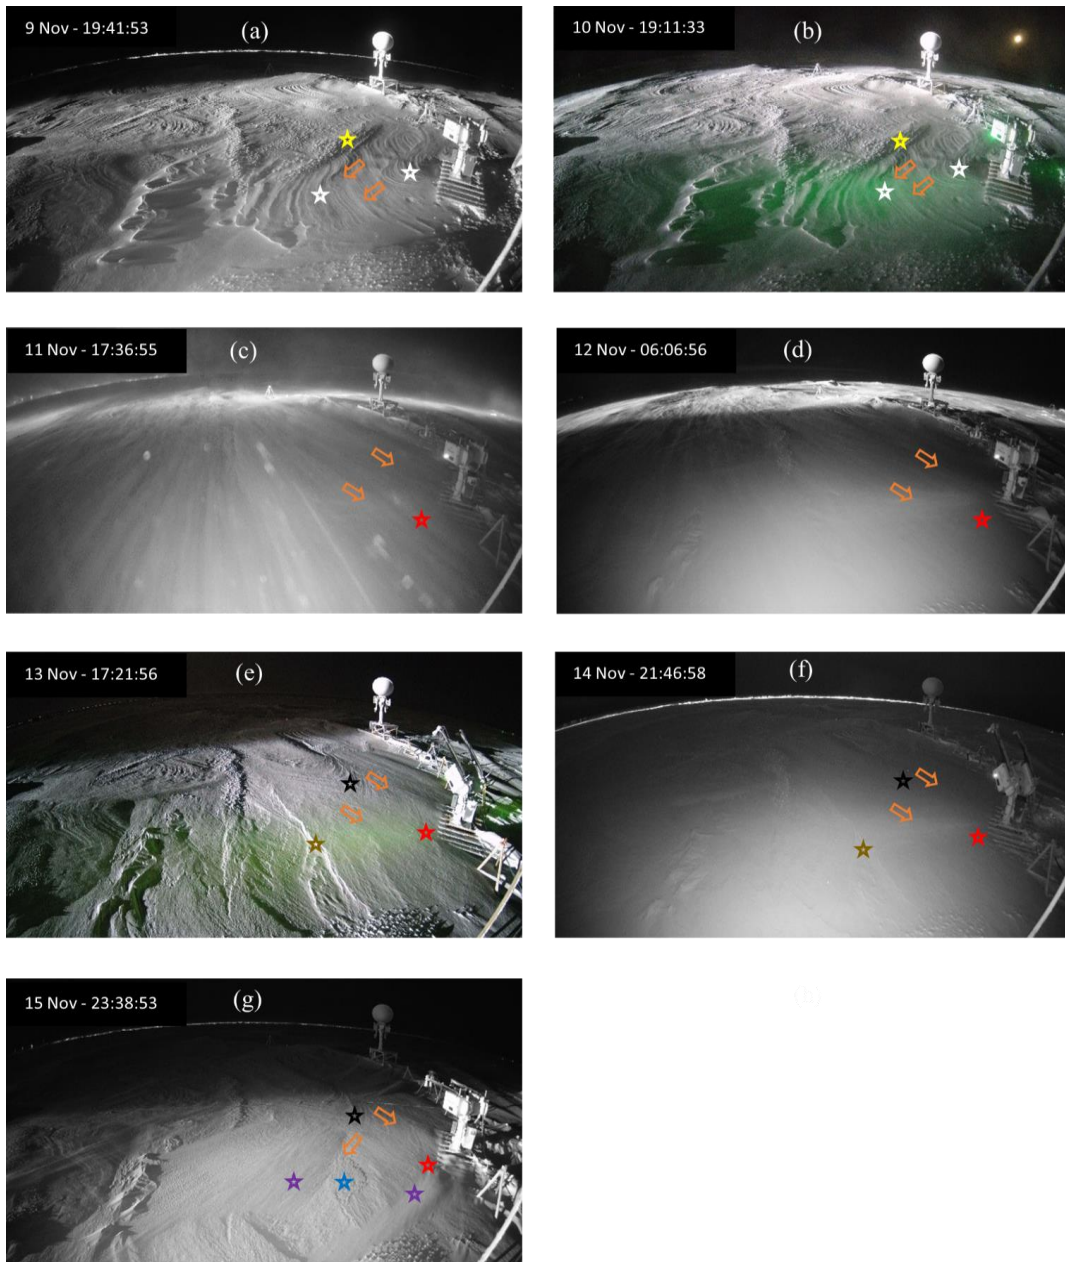 9 Nov - 19:41:53 (a)
10 Nov - 19:11:33 (b)
11 Nov - 17:36:55 (c)
12 Nov - 06:06:56 (d)
13 Nov - 17:21:56 (e)
14 Nov - 21:46:58 (f)
15 Nov - 23:38:53 (g)
(h)